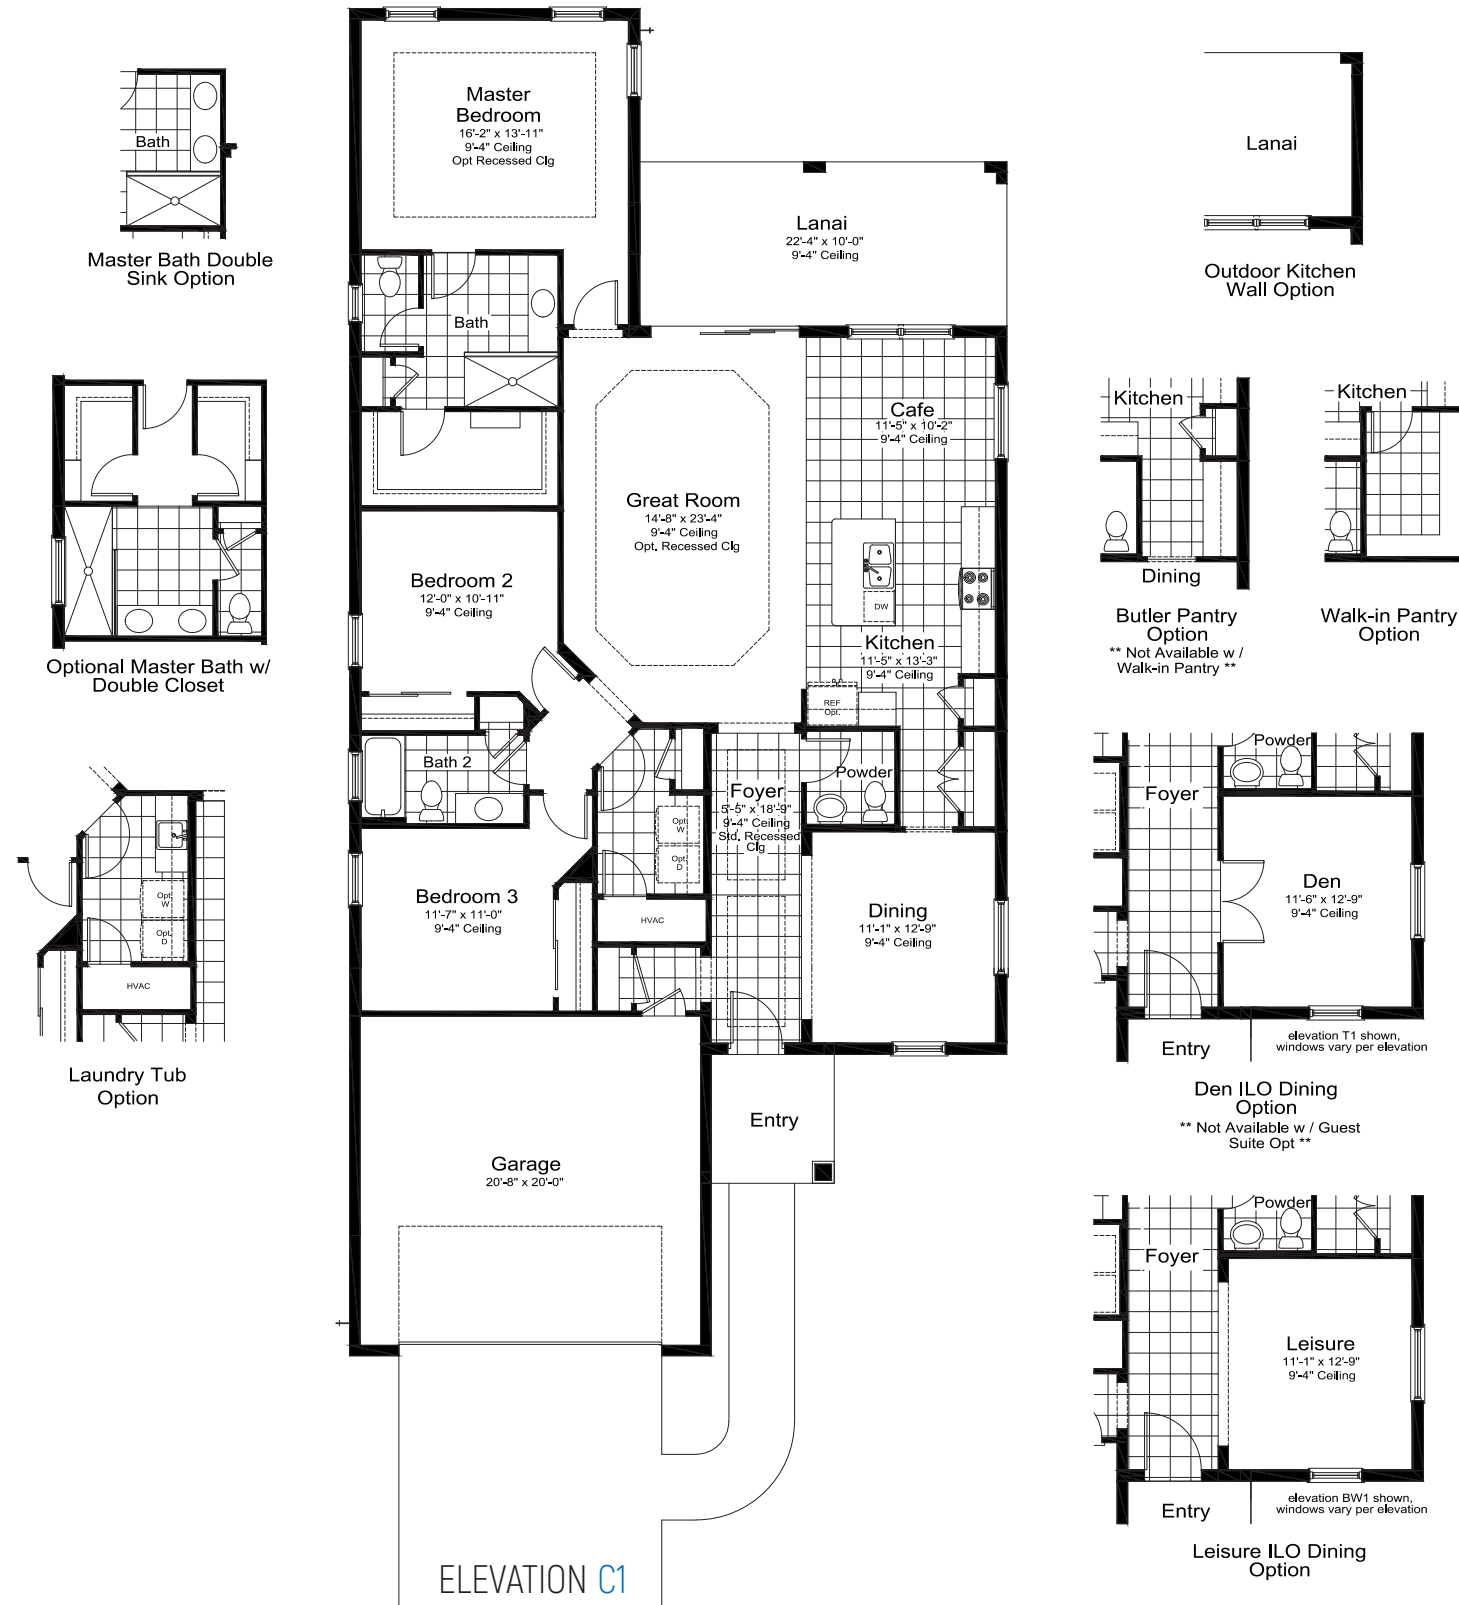 Master
Bedroom
16'-2" x 13'-11"
9'-4" Ceiling
Opt Recessed Clg
Lanai
22'-4" x 10'-0"
9'-4" Ceiling
Bath
Cafe
11'-5" x 10'-2"
9'-4" Ceiling
Great Room
14'-8" x 23'-4"
9'-4" Ceiling
Opt. Recessed Clg
Bedroom 2
12'-0" x 10'-11"
9'-4" Ceiling
DW
Kitchen
11'-5" x 13'-3"
9'-4" Ceiling
REF
Opt.
Bath 2
Powder
Foyer
5'-5" x 18'-9"
9'-4" Ceiling
Std. Recessed
Clg
Opt.
W
Opt.
D
Bedroom 3
11'-7" x 11'-0"
9'-4" Ceiling
HVAC
Dining
11'-1" x 12'-9"
9'-4" Ceiling
Entry
Garage
20'-8" x 20'-0"
ELEVATION C1
Bath
Master Bath Double
Sink Option
Optional Master Bath w/
Double Closet
Opt.
W
Opt.
D
HVAC
Laundry Tub
Option
Lanai
Outdoor Kitchen
Wall Option
Kitchen
Dining
Butler Pantry
Option
** Not Available w /
Walk-in Pantry **
Kitchen
Walk-in Pantry
Option
Powder
Foyer
Den
11'-6" x 12'-9"
9'-4" Ceiling
Entry
elevation T1 shown,
windows vary per elevation
Den ILO Dining
Option
** Not Available w / Guest
Suite Opt **
Powder
Foyer
Leisure
11'-1" x 12'-9"
9'-4" Ceiling
Entry
elevation BW1 shown,
windows vary per elevation
Leisure ILO Dining
Option